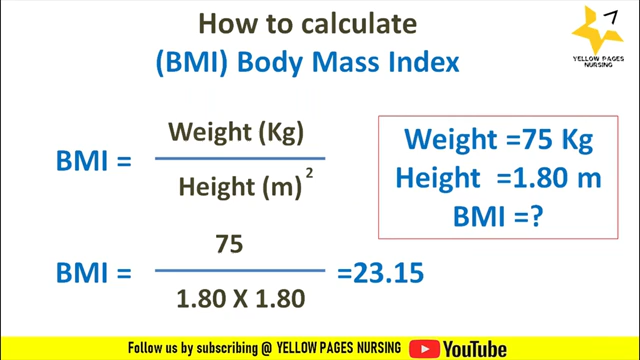 How to calculate
(BMI) Body Mass Index
YELLOW PAGES
NURSING
BMI = Weight (Kg)
Height (m) 2
Weight =75 Kg
Height =1.80 m
BMI =?
BMI = 75
1.80 X 1.80
=23.15
Follow us by subscribing @ YELLOW PAGES NURSING YouTube